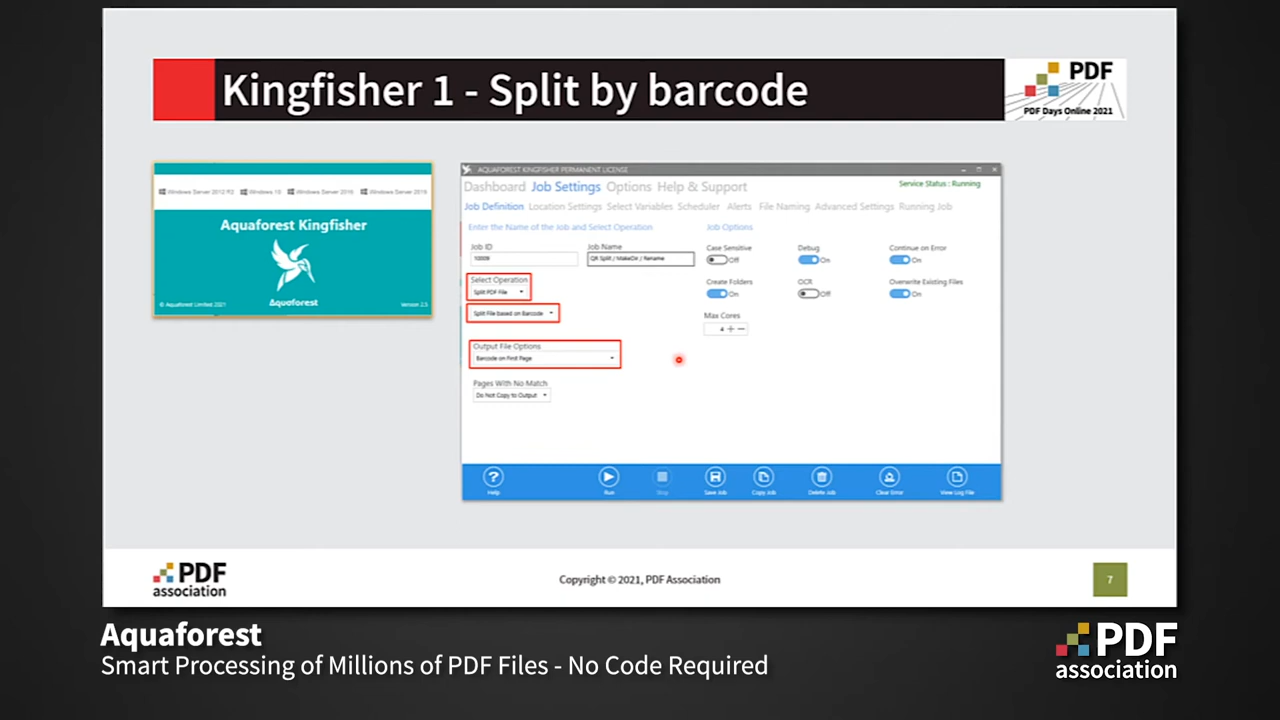 Kingfisher 1 - Split by barcode
PDF
PDF Days Online 2021
Windows Server 2012 R2 Windows 10 Windows Server 2016 Windows Server 2019
Aquaforest Kingfisher
Aquaforest
© Aquaforest Limited 2021 Version 2.5
AQUAFOREST KINGFISHER PERMANENT LICENSE
Dashboard Job Settings Options Help & Support
Service Status : Running
Job Definition Location Settings Select Variables Scheduler Alerts File Naming Advanced Settings Running Job
Enter the Name of the Job and Select Operation Job Options
Job ID Job Name Case Sensitive Debug Continue on Error
10009 QR Split / MakeDir / Rename Off On On
Select Operation Create Folders OCR Overwrite Existing Files
Split PDF File On Off On
Split File based on Barcode Max Cores
4
Output File Options
Barcode on First Page
Pages With No Match
Do Not Copy to Output
Help Run Stop Save Job Copy Job Delete Job Clear Error View Log File
PDF
association
Copyright © 2021, PDF Association
7
Aquaforest
Smart Processing of Millions of PDF Files - No Code Required
PDF
association